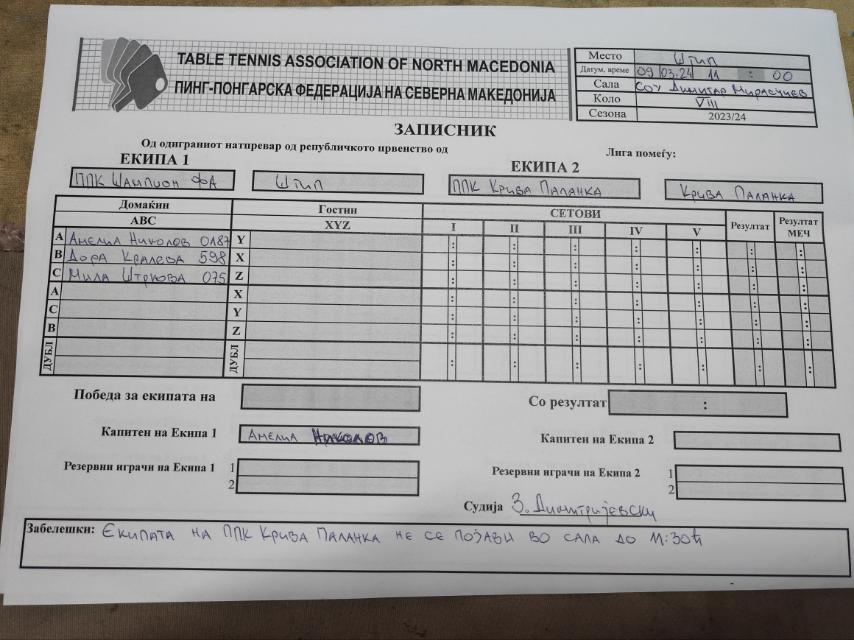 TABLE TENNIS ASSOCIATION OF NORTH MACEDONIA
ПИНГ-ПОНГАРСКА ФЕДЕРАЦИЈА НА СЕВЕРНА МАКЕДОНИЈА
Место Штип
Датум, време 09 03.24 11 : 00
Сала СОУ Димитар Мирасчиев
Коло VIII
Сезона 2023/24
ЗАПИСНИК
Од одиграниот натпревар од републичкото првенство од Лига помеѓу:
ЕКИПА 1 ЕКИПА 2
ППК Шампион ФА Штип ППК Крива Паланка Крива Паланка
Домаќин Гостин СЕТОВИ Резултат Резултат МЕЧ
ABC XYZ I II III IV V
A Амелиа Николов 0187 Y : : : : : : :
B Дора Кралева 598 X : : : : : : :
C Мила Штркова 075 Z : : : : : : :
A X : : : : : : :
C Y : : : : : : :
B Z : : : : : : :
ДУБЛ ДУБЛ : : : : : : :
Победа за екипата на Со резултат :
Капитен на Екипа 1 Амелиа Николов Капитен на Екипа 2
Резервни играчи на Екипа 1 1 Резервни играчи на Екипа 2 1
2 2
Судија З. Димитријевски
Забелешки: Екипата на ППК Крива Паланка не се појави во сала до 11:30ч